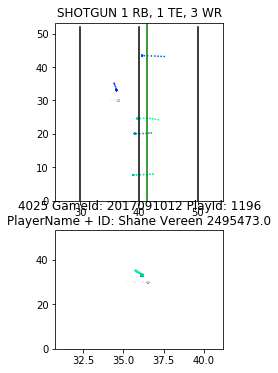 SHOTGUN 1 RB, 1 TE, 3 WR
50
40
30
20
10
0
30 40 50
4025 GameId: 2017091012 PlayId: 1196
PlayerName + ID: Shane Vereen 2495473.0
40
20
0
32.5 35.0 37.5 40.0